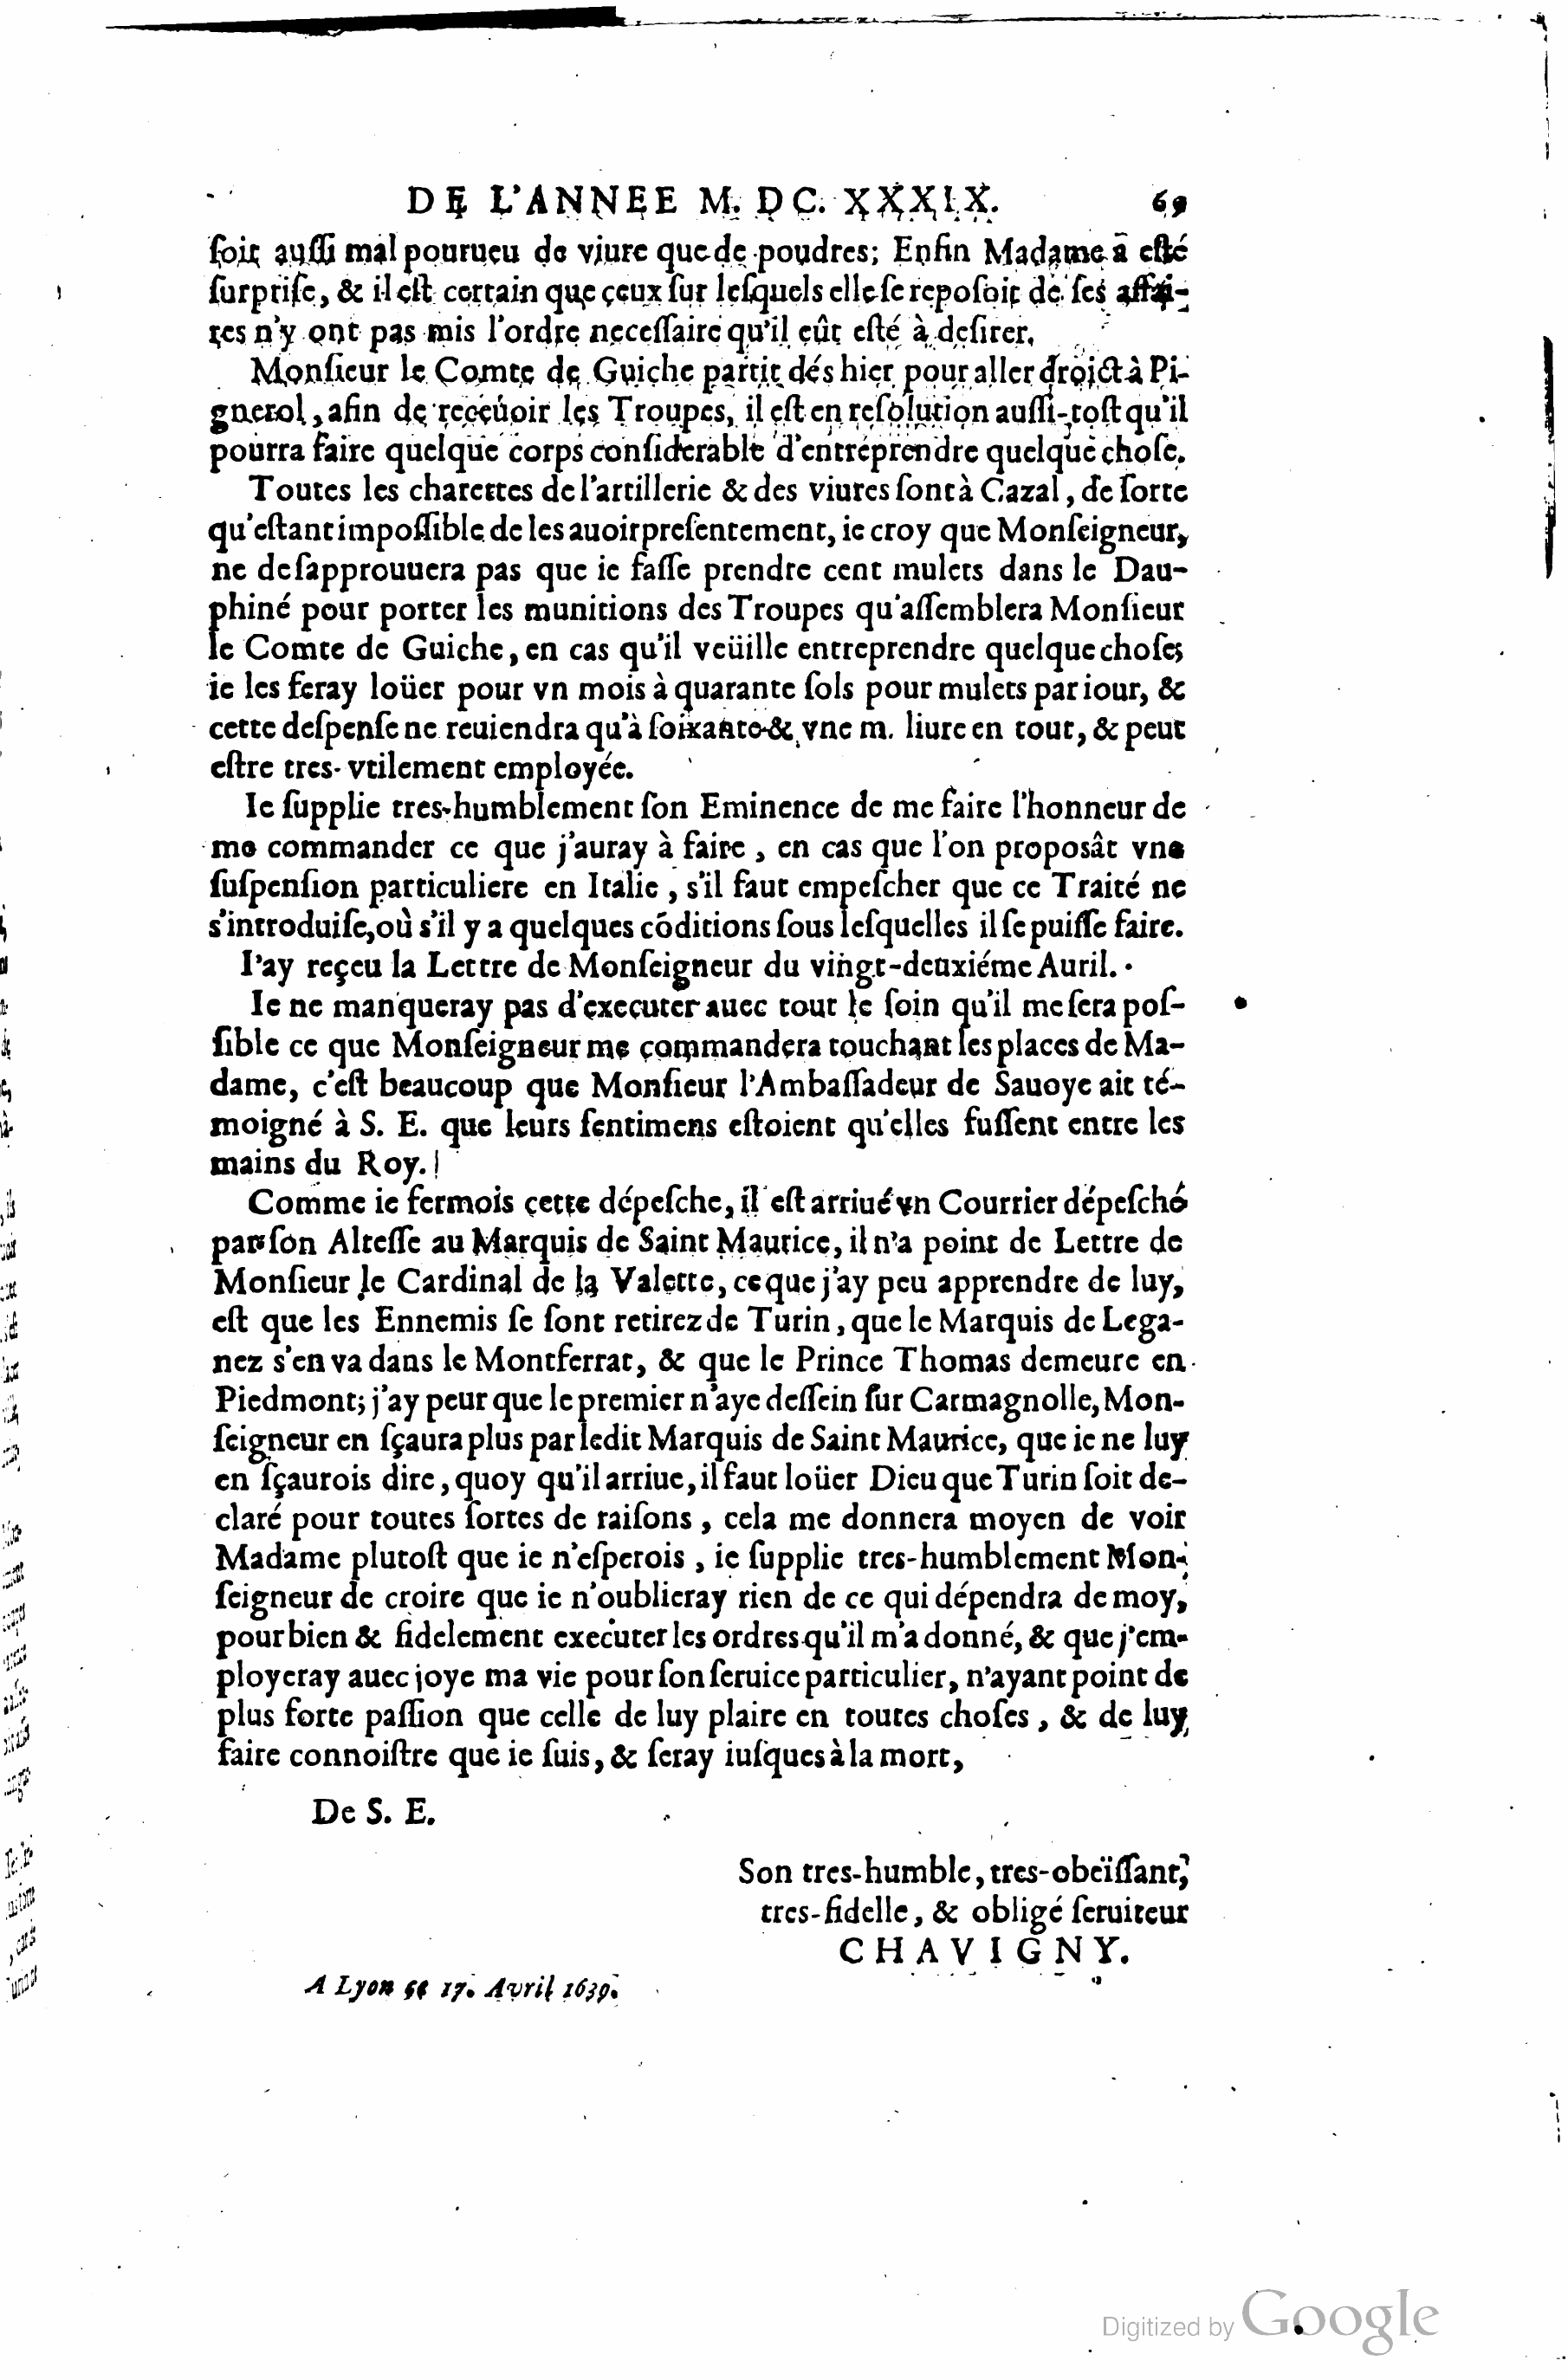 DE L'ANNEE M. DC. XXXIX. 69
ſoit auſſi mal pourueu de viure que de poudres; Enfin Madame a eſté
ſurpriſe, & il eſt certain que ceux ſur leſquels elle ſe repoſoit de ſes affai-
res n'y ont pas mis l'ordre neceſſaire qu'il eût eſté à deſirer.
Monſieur le Comte de Guiche partit dés hier pour aller droict à Pi-
gnerol, afin de receuoir les Troupes, il eſt en reſolution auſſi-toſt qu'il
pourra faire quelque corps conſiderable d'entreprendre quelque choſe.
Toutes les charettes de l'artillerie & des viures ſont à Cazal, de ſorte
qu'eſtant impoſſible de les auoir preſentement, ie croy que Monſeigneur,
ne deſapprouuera pas que ie faſſe prendre cent mulets dans le Dau-
phiné pour porter les munitions des Troupes qu'aſſemblera Monſieur
le Comte de Guiche, en cas qu'il veüille entreprendre quelque choſe;
ie les feray loüer pour vn mois à quarante ſols pour mulets par iour, &
cette deſpenſe ne reuiendra qu'à ſoixante & vne m. liure en tout, & peut
eſtre tres-vtilement employée.
Ie ſupplie tres-humblement ſon Eminence de me faire l'honneur de
me commander ce que j'auray à faire, en cas que l'on proposât vne
ſuſpenſion particuliere en Italie, s'il faut empeſcher que ce Traité ne
s'introduiſe, où s'il y a quelques cõditions ſous leſquelles il ſe puiſſe faire.
I'ay reçeu la Lettre de Monſeigneur du vingt-deuxiéme Auril.
Ie ne manqueray pas d'executer auec tout le ſoin qu'il me ſera poſ-
ſible ce que Monſeigneur me commandera touchant les places de Ma-
dame, c'eſt beaucoup que Monſieur l'Ambaſſadeur de Sauoye ait té-
moigné à S. E. que leurs ſentimens eſtoient qu'elles fuſſent entre les
mains du Roy.
Comme ie fermois cette dépeſche, il eſt arriué vn Courrier dépeſché
par ſon Alteſſe au Marquis de Saint Maurice, il n'a point de Lettre de
Monſieur le Cardinal de la Valette, ce que j'ay peu apprendre de luy,
eſt que les Ennemis ſe ſont retirez de Turin, que le Marquis de Lega-
nez s'en va dans le Montferrat, & que le Prince Thomas demeure en
Piedmont; j'ay peur que le premier n'aye deſſein ſur Carmagnolle, Mon-
ſeigneur en ſçaura plus par ledit Marquis de Saint Maurice, que ie ne luy
en ſçaurois dire, quoy qu'il arriue, il faut loüer Dieu que Turin ſoit de-
claré pour toutes ſortes de raiſons, cela me donnera moyen de voir
Madame plutoſt que ie n'eſperois, ie ſupplie tres-humblement Mon-
ſeigneur de croire que ie n'oublieray rien de ce qui dépendra de moy,
pour bien & fidelement executer les ordres qu'il m'a donné, & que j'em-
ployeray auec joye ma vie pour ſon ſeruice particulier, n'ayant point de
plus forte paſſion que celle de luy plaire en toutes choſes, & de luy
faire connoiſtre que ie ſuis, & ſeray iuſques à la mort,
De S. E.
Son tres-humble, tres-obeïſſant,
tres-fidelle, & obligé ſeruiteur
CHAVIGNY.
A Lyon ce 17. Avril 1639.
Digitized by Google